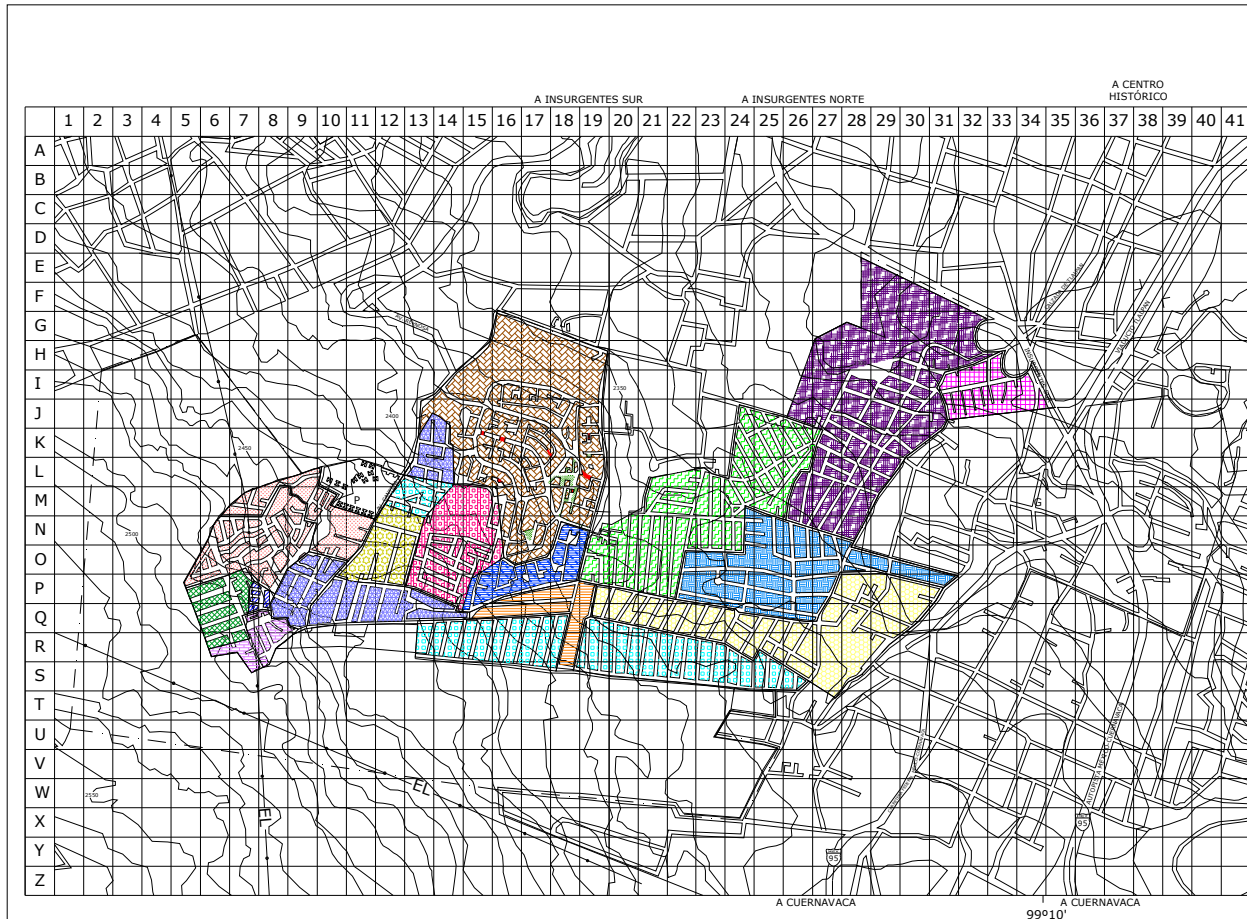 A CENTRO
HISTÓRICO
A INSURGENTES SUR
A INSURGENTES NORTE
1 2 3 4 5 6 7 8 9 10 11 12 13 14 15 16 17 18 19 20 21 22 23 24 25 26 27 28 29 30 31 32 33 34 35 36 37 38 39 40 41
A
B
C
D
E
F
G
H
I
2350
J
2400
K
2450
L
M
P
G
N
2500
O
P
Q
R
S
T
U
V
EL
W
2550
X
EL
95
Y
95
Z
A CUERNAVACA
A CUERNAVACA
99º10'